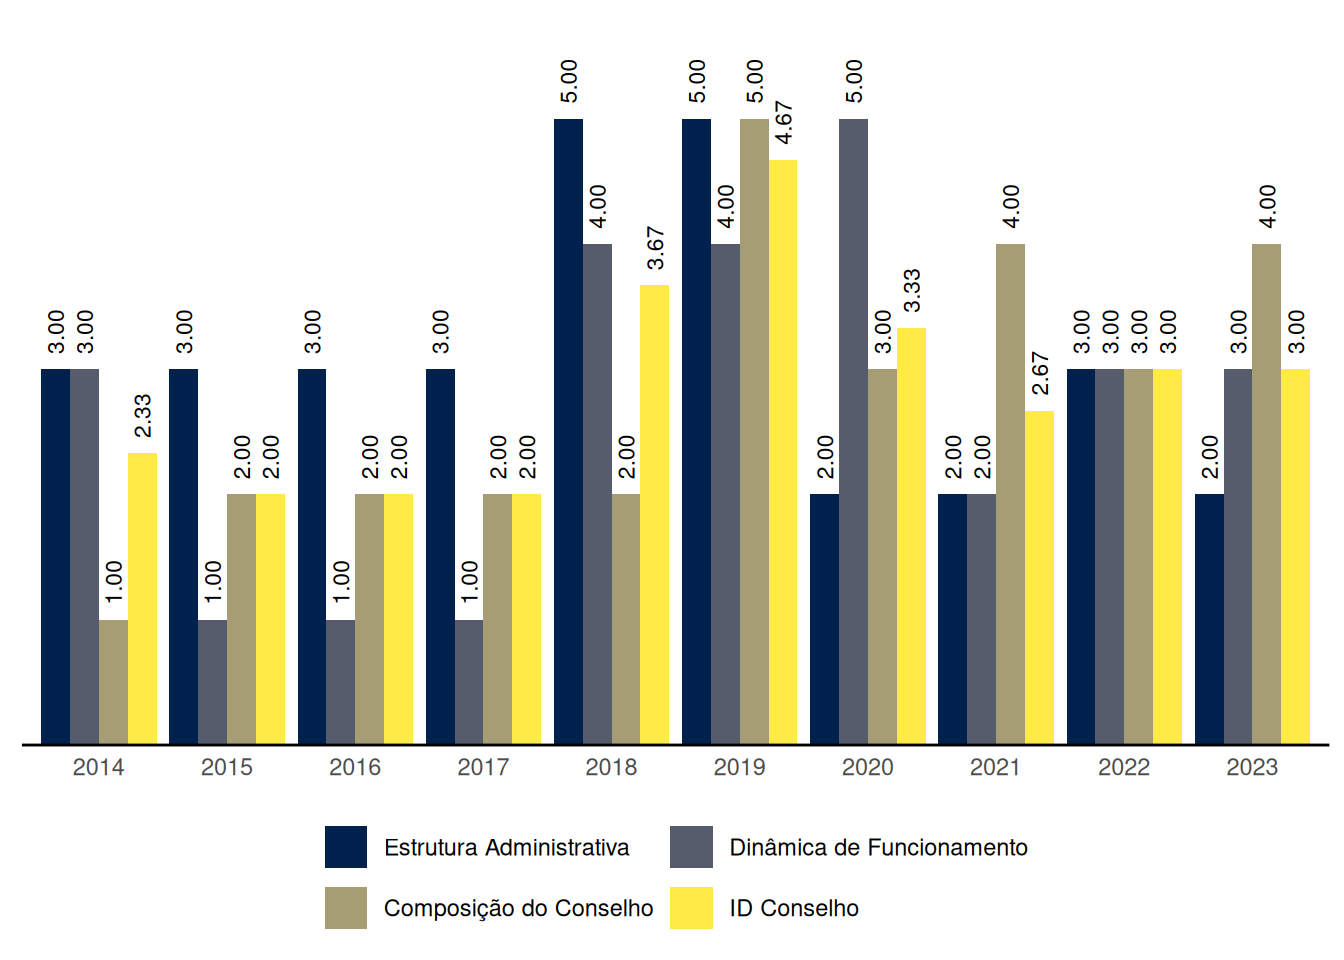 3.00 3.00 1.00 2.33
3.00 1.00 2.00 2.00
3.00 1.00 2.00 2.00
3.00 1.00 2.00 2.00
5.00 4.00 2.00 3.67
5.00 4.00 5.00 4.67
2.00 5.00 3.00 3.33
2.00 2.00 4.00 2.67
3.00 3.00 3.00 3.00
2.00 3.00 4.00 3.00
2014 2015 2016 2017 2018 2019 2020 2021 2022 2023
Estrutura Administrativa Dinâmica de Funcionamento
Composição do Conselho ID Conselho